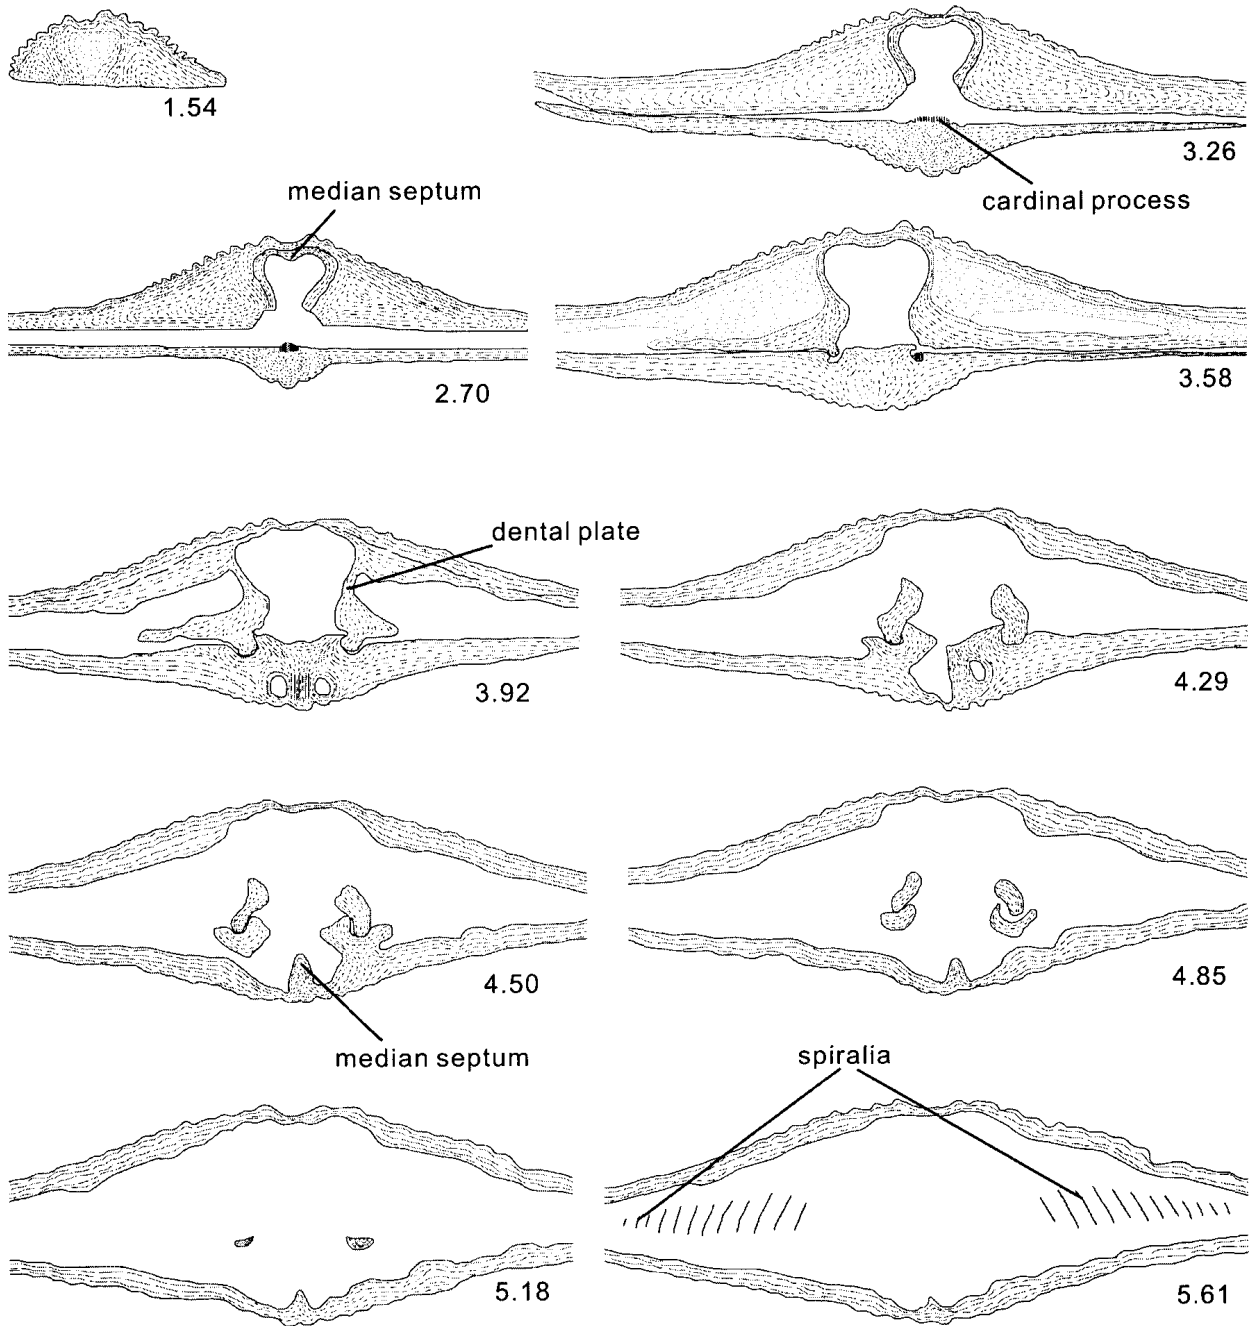 1.54
3.26
cardinal process
median septum
2.70
3.58
dental plate
3.92
4.29
4.50
median septum
4.85
spiralia
5.18
5.61